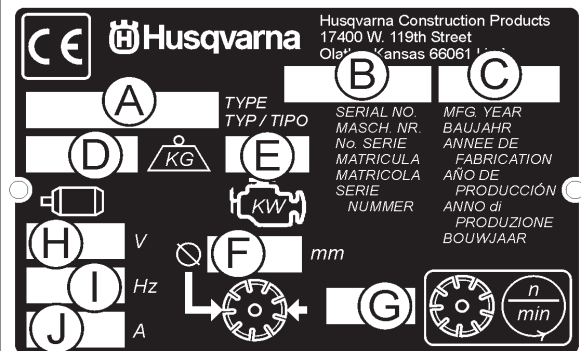 CE
Husqvarna
Husqvarna Construction Products
17400 W. 119th Street
Kansas 66061
A
TYPE
TYP / TIPO
B
SERIAL NO.
MASCH. NR.
No. SERIE
MATRICULA
MATRICOLA
SERIE
NUMMER
C
MFG. YEAR
BAUJAHR
ANNEE DE
FABRICATION
AÑO DE
PRODUCCIÓN
ANNO di
PRODUZIONE
BOUWJAAR
D
KG
E
KW
H
V
F
mm
I
Hz
J
A
G
n
min